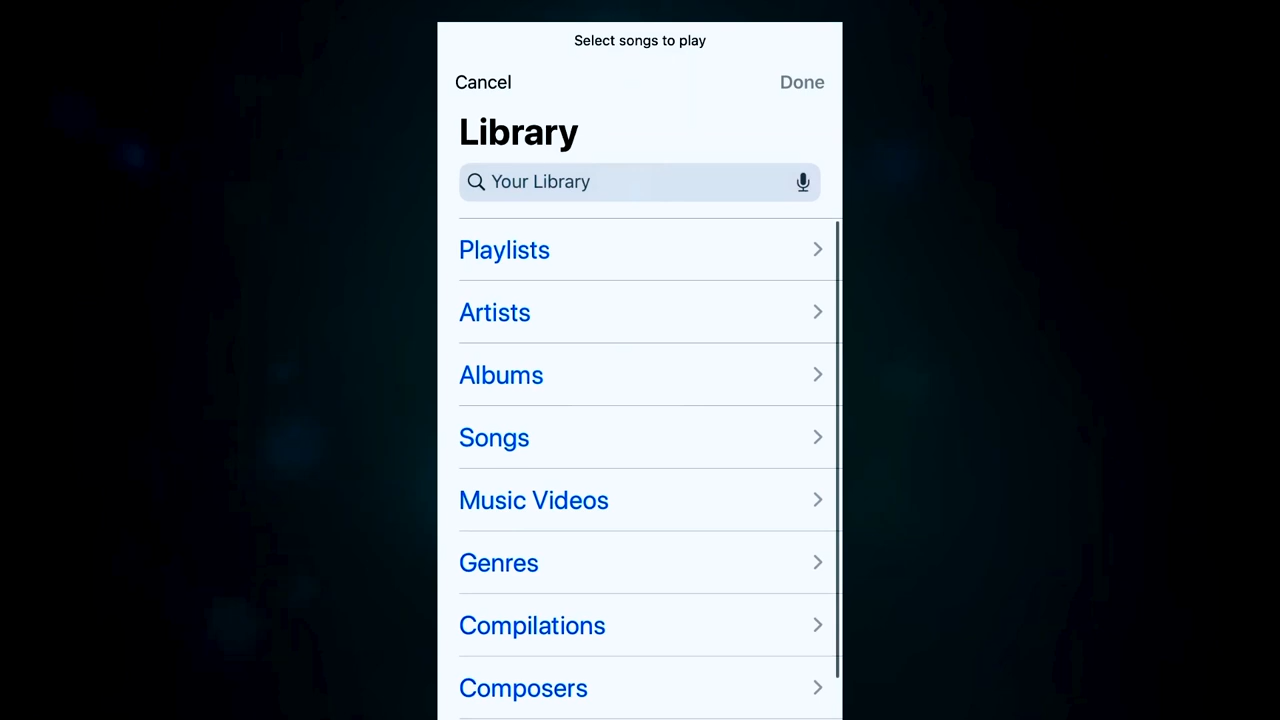 Select songs to play
Cancel Done
Library
Your Library
Playlists
Artists
Albums
Songs
Music Videos
Genres
Compilations
Composers